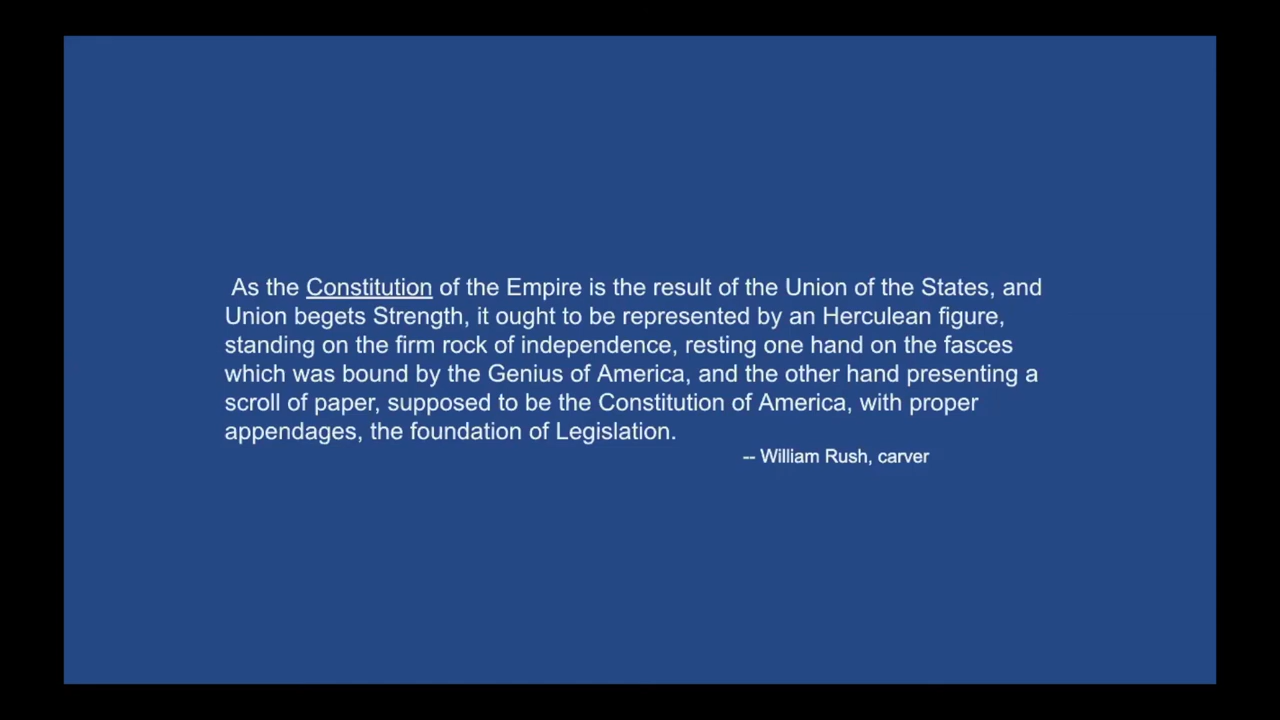 As the Constitution of the Empire is the result of the Union of the States, and
Union begets Strength, it ought to be represented by an Herculean figure,
standing on the firm rock of independence, resting one hand on the fasces
which was bound by the Genius of America, and the other hand presenting a
scroll of paper, supposed to be the Constitution of America, with proper
appendages, the foundation of Legislation.
-- William Rush, carver